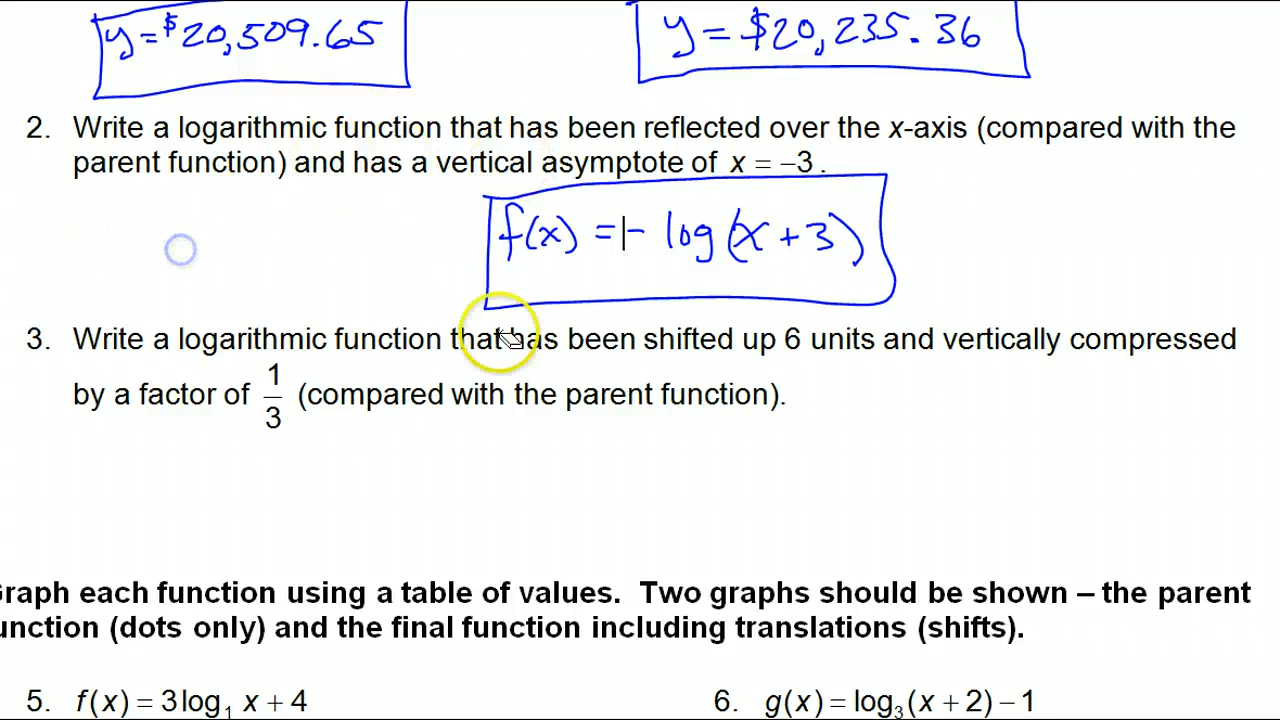 y = $20,509.65 y = $20,235.36
2. Write a logarithmic function that has been reflected over the x-axis (compared with the
parent function) and has a vertical asymptote of x = −3.
f(x) = - log(x + 3)
3. Write a logarithmic function that has been shifted up 6 units and vertically compressed
by a factor of 1/3 (compared with the parent function).
raph each function using a table of values. Two graphs should be shown – the parent
unction (dots only) and the final function including translations (shifts).
5. f(x) = 3log₁ x + 4 6. g(x) = log₃(x + 2) − 1